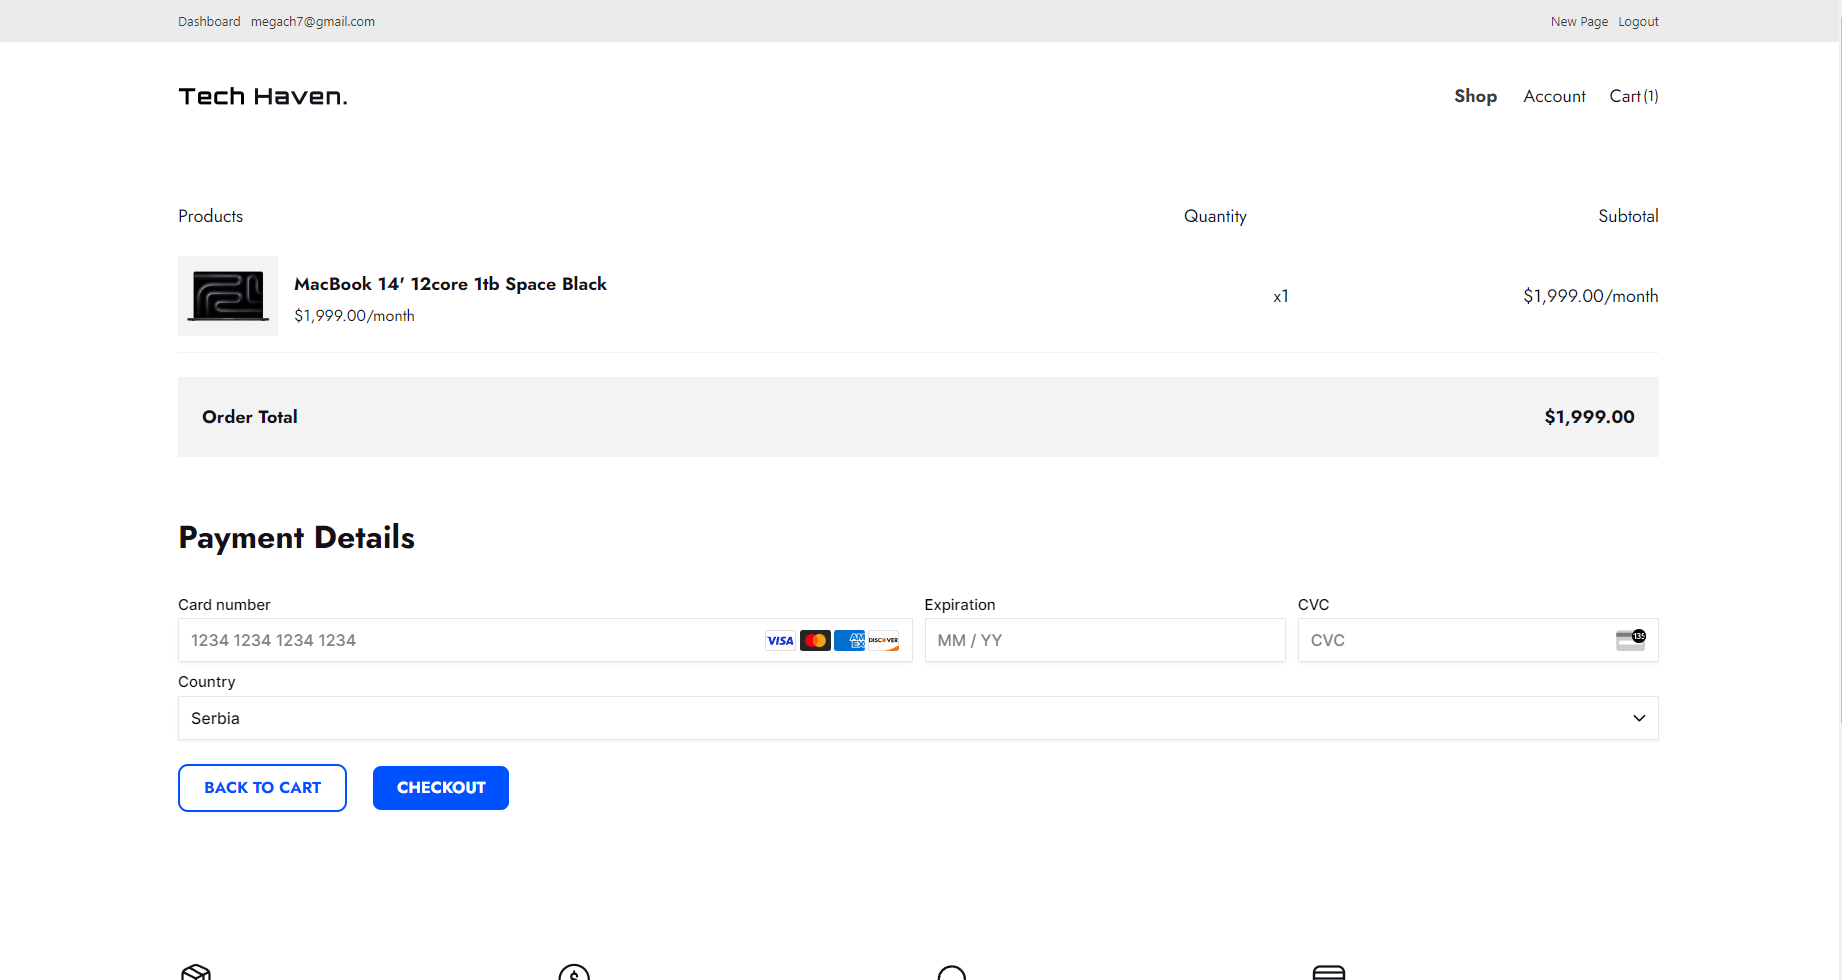 Dashboard megach7@gmail.com New Page Logout
Tech Haven. Shop Account Cart (1)
Products Quantity Subtotal
MacBook 14' 12core 1tb Space Black
$1,999.00/month x1 $1,999.00/month
Order Total $1,999.00
Payment Details
Card number Expiration CVC
1234 1234 1234 1234 VISA AMEX DISCOVER MM / YY CVC 135
Country
Serbia
BACK TO CART CHECKOUT